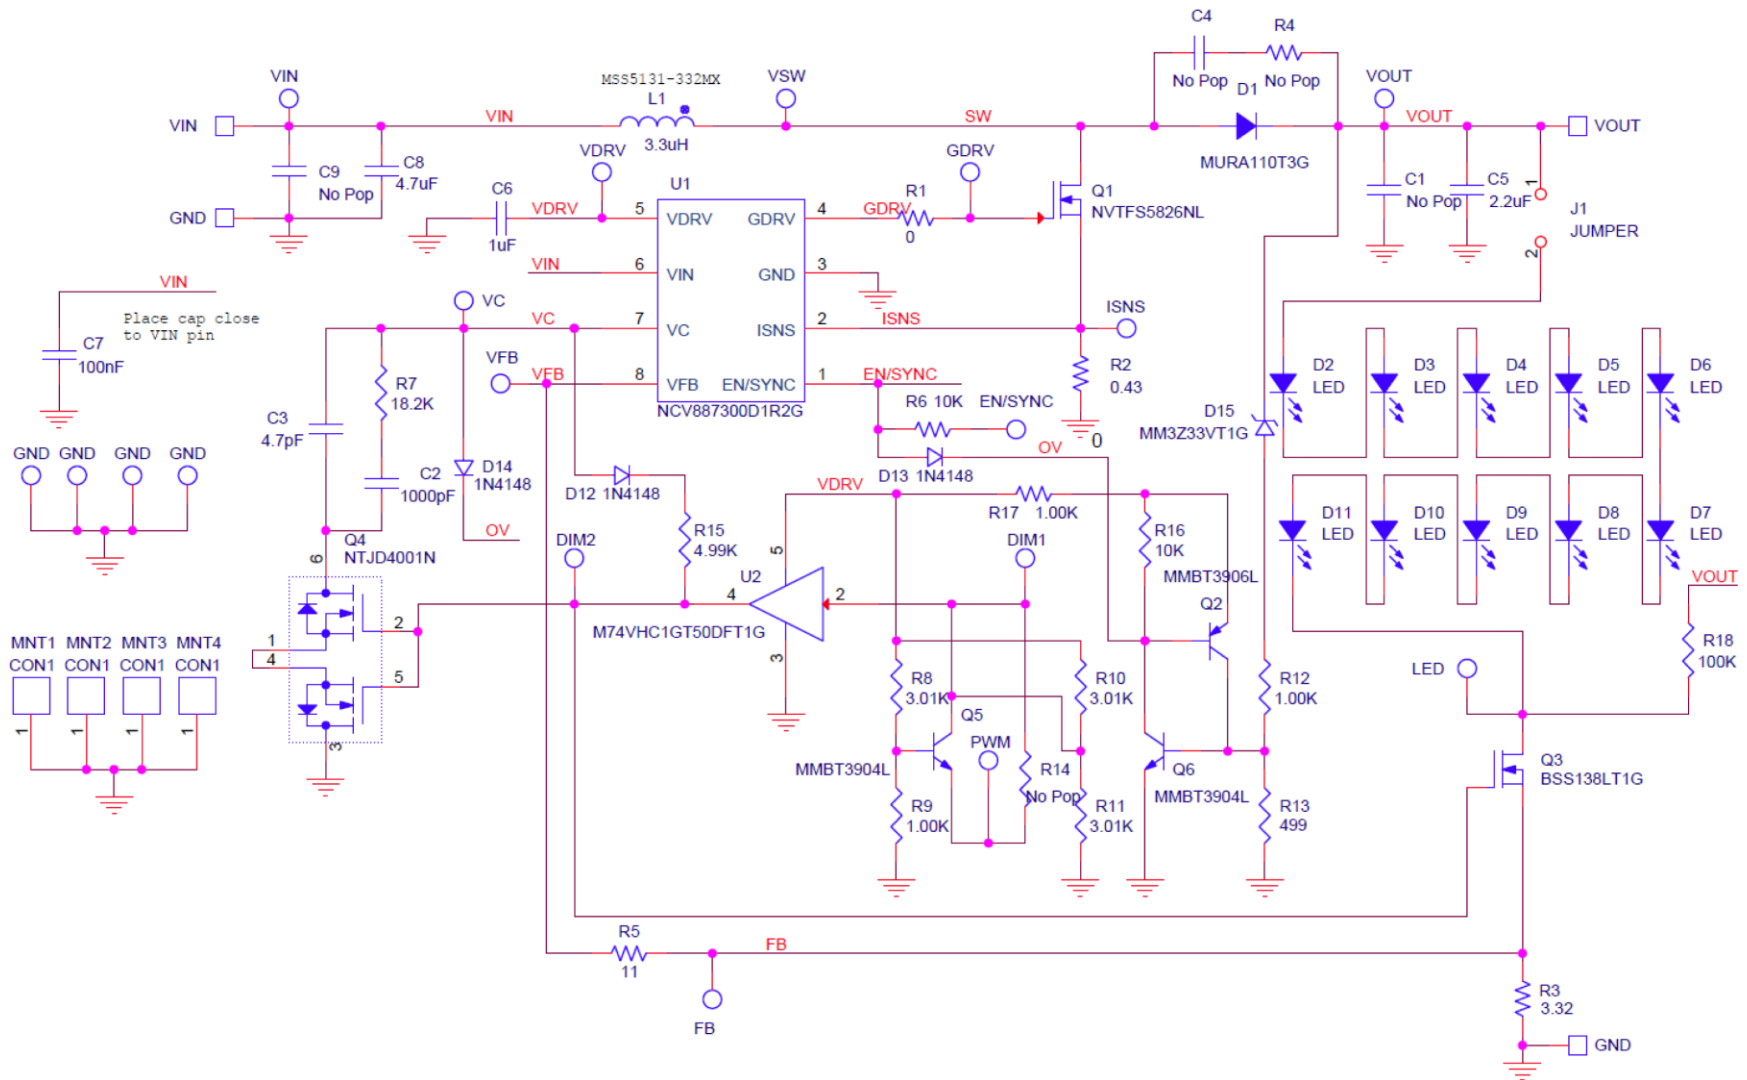 C4
R4
No Pop
No Pop
VIN
MSS5131-332MX
VSW
D1
VOUT
L1
VIN
VIN
SW
VOUT
VOUT
3.3uH
MURA110T3G
VDRV
GDRV
C9
No Pop
C8
4.7uF
C6
VDRV
1uF
U1
5
VDRV
GDRV
4
GDRV
R1
0
Q1
NVTFS5826NL
C1
No Pop
C5
2.2uF
1
J1
JUMPER
2
GND
VIN
6
VIN
GND
3
VIN
Place cap close
to VIN pin
C7
100nF
VC
VC
7
VC
ISNS
2
ISNS
ISNS
VFB
VFB
8
VFB
EN/SYNC
1
EN/SYNC
NCV887300D1R2G
R2
0.43
0
R7
18.2K
C3
4.7pF
R6 10K
EN/SYNC
D15
MM3Z33VT1G
D2
LED
D3
LED
D4
LED
D5
LED
D6
LED
GND
GND
GND
GND
C2
1000pF
D14
1N4148
D12 1N4148
OV
OV
D13 1N4148
VDRV
R17
1.00K
R16
10K
D11
LED
D10
LED
D9
LED
D8
LED
D7
LED
Q4
NTJD4001N
6
DIM2
R15
4.99K
DIM1
MMBT3906L
Q2
VOUT
U2
5
4
2
3
M74VHC1GT50DFT1G
MNT1
CON1
MNT2
CON1
MNT3
CON1
MNT4
CON1
1
1
1
1
1
4
2
5
3
R8
3.01K
R10
3.01K
R12
1.00K
LED
R18
100K
Q5
MMBT3904L
PWM
R14
No Pop
Q6
MMBT3904L
Q3
BSS138LT1G
R9
1.00K
R11
3.01K
R13
499
R5
11
FB
FB
R3
3.32
GND